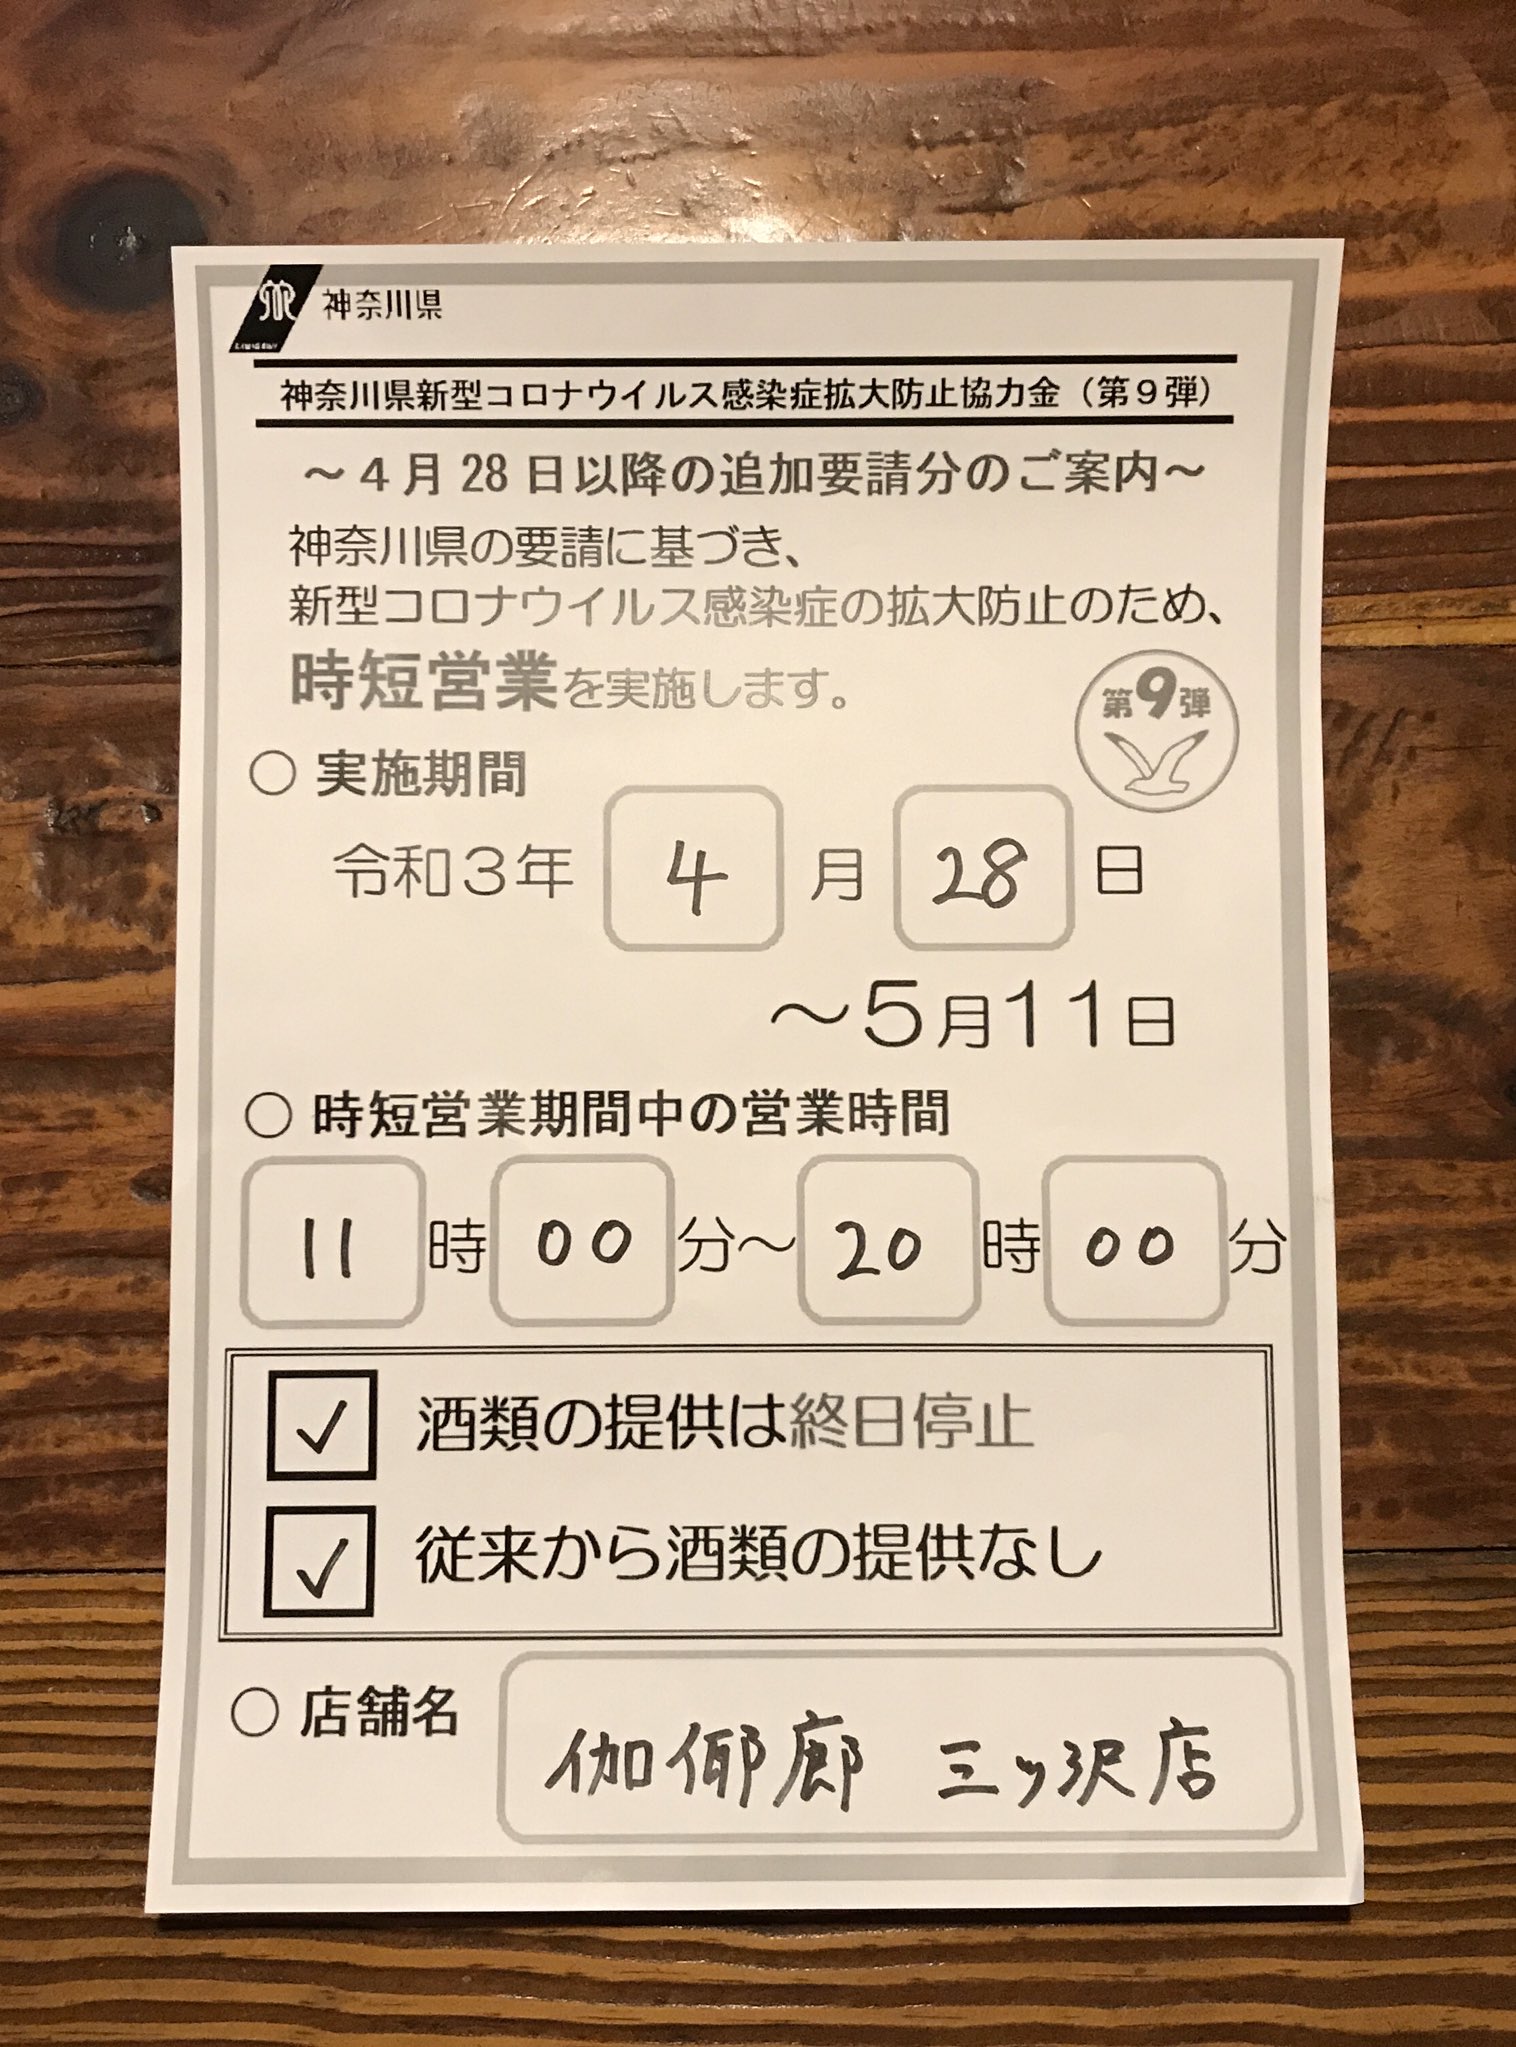 神奈川県
神奈川県新型コロナウイルス感染症拡大防止協力金（第９弾）
～４月 28 日以降の追加要請分のご案内～
神奈川県の要請に基づき、
新型コロナウイルス感染症の拡大防止のため、
時短営業を実施します。
第９弾
○ 実施期間
令和３年 4 月 28 日
～５月１１日
○ 時短営業期間中の営業時間
11 時 00 分～ 20 時 00 分
✓ 酒類の提供は終日停止
✓ 従来から酒類の提供なし
○ 店舗名 伽倻廊 三ッ沢店